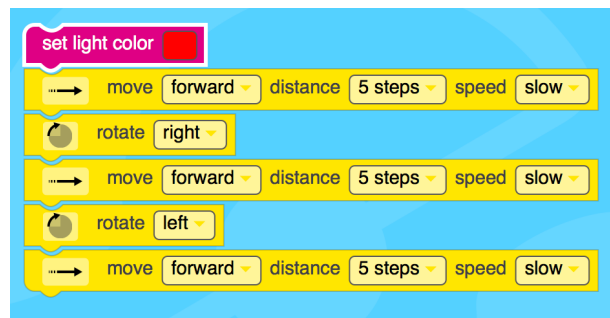 set light color
move forward distance 5 steps speed slow
rotate right
move forward distance 5 steps speed slow
rotate left
move forward distance 5 steps speed slow